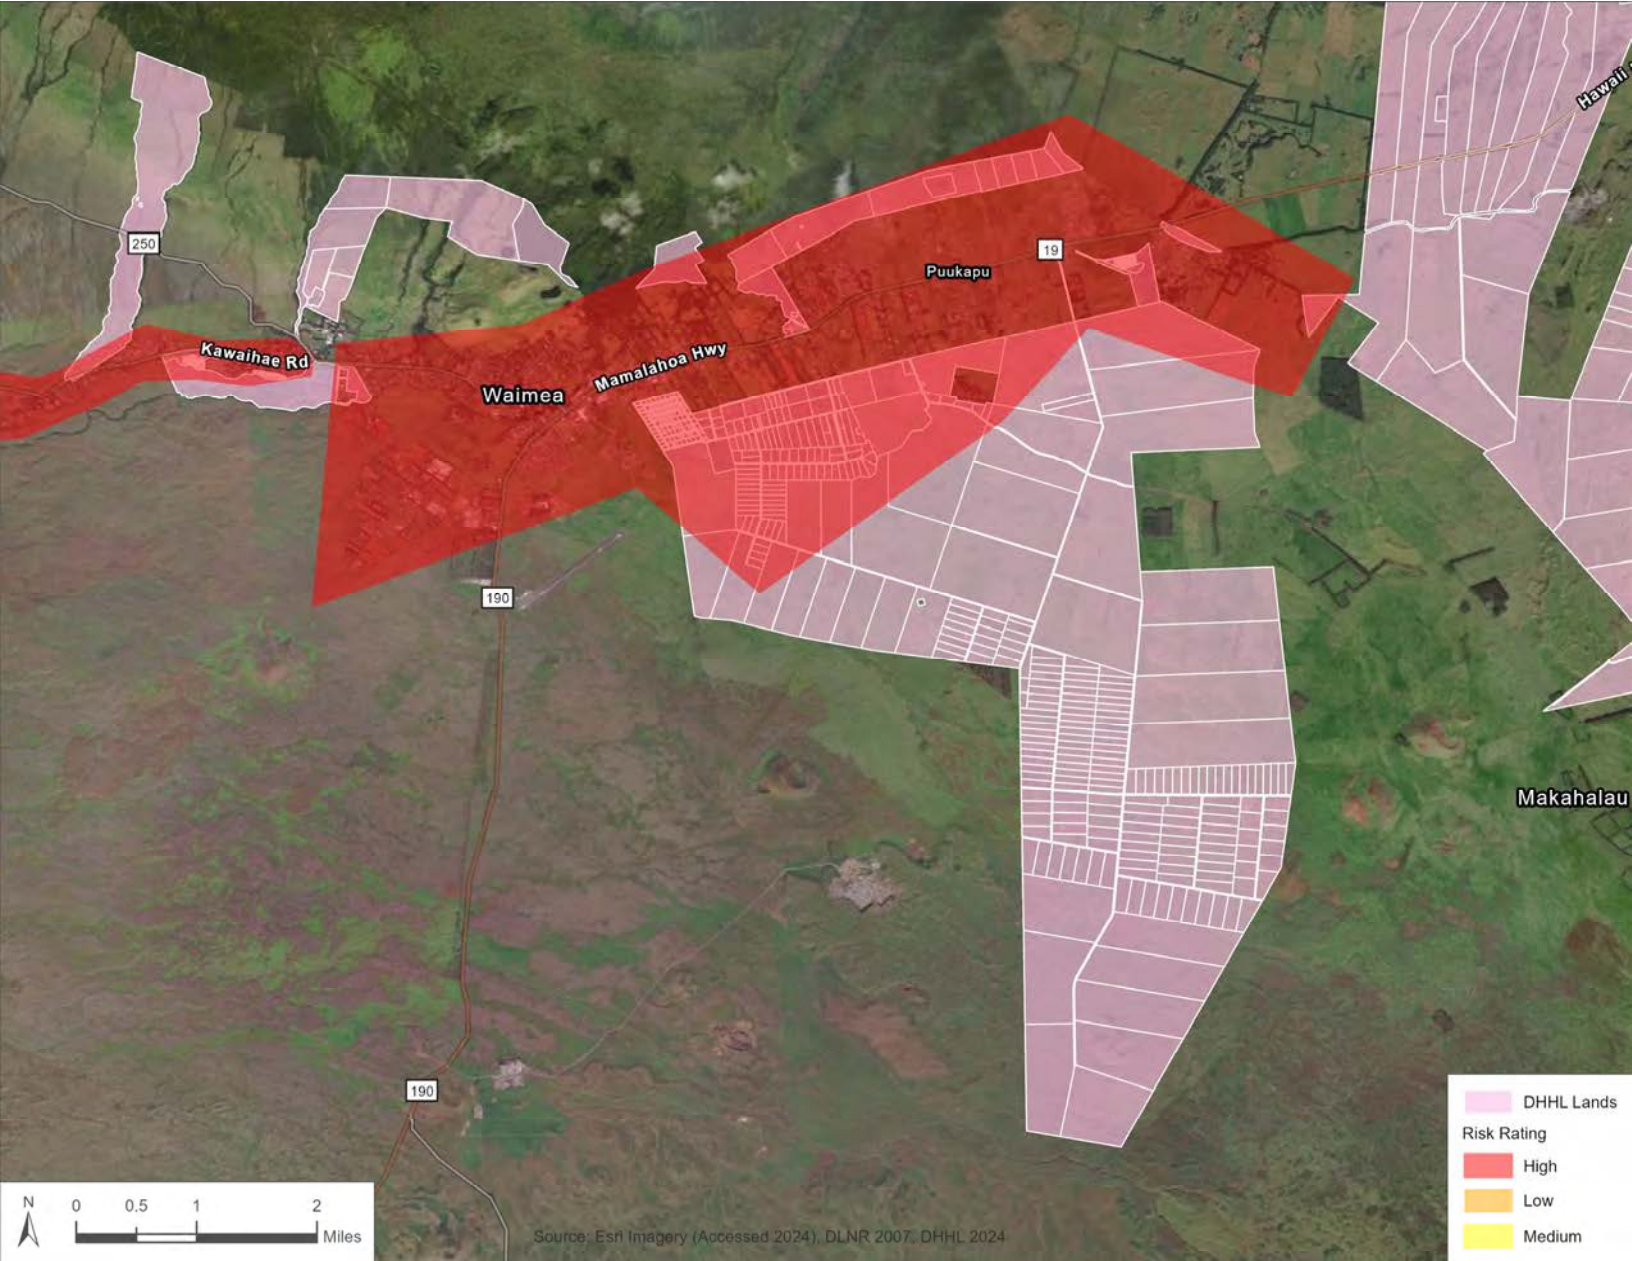 Hawaii
250
19
Puukapu
Kawaihae Rd
Mamalahoa Hwy
Waimea
190
Makahalau
190
DHHL Lands
Risk Rating
High
Low
Medium
N
0 0.5 1 2
Miles
Source: Esri Imagery (Accessed 2024), DLNR 2007, DHHL 2024